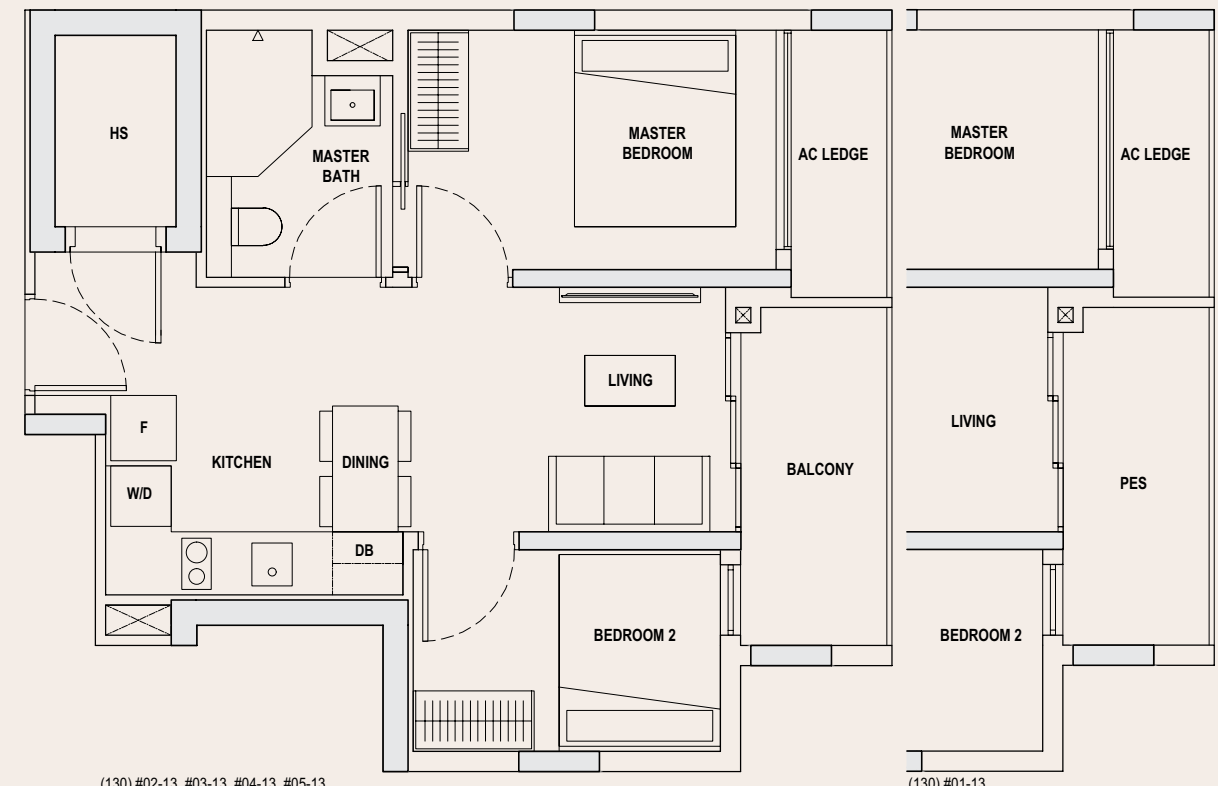 HS
MASTER
BATH
MASTER
BEDROOM
AC LEDGE
MASTER
BEDROOM
AC LEDGE
LIVING
F
KITCHEN
DINING
W/D
BALCONY
LIVING
PES
DB
BEDROOM 2
BEDROOM 2
(130) #02-13, #03-13, #04-13, #05-13
(130) #01-13